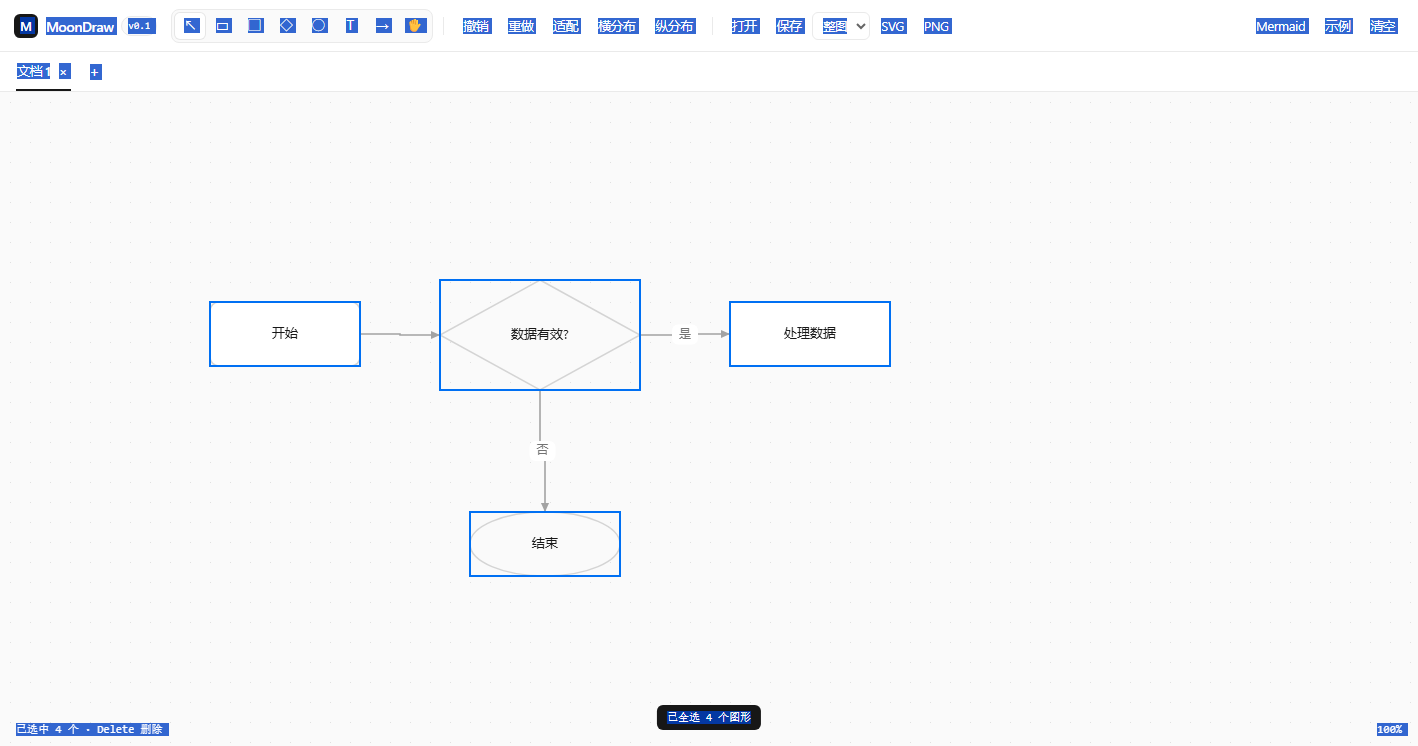 M MoonDraw v0.1 T 撤销 重做 适配 横分布 纵分布 打开 保存 整图 SVG PNG Mermaid 示例 清空
文档 1 × +
开始
数据有效?
是
处理数据
否
结束
已全选 4 个图形
已选中 4 个 · Delete 删除
100%